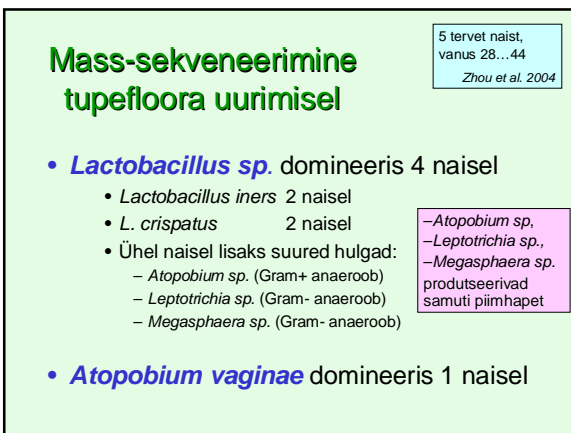 Mass-sekveneerimine
tupefloora uurimisel
5 tervet naist,
vanus 28…44
Zhou et al. 2004
• Lactobacillus sp. domineeris 4 naisel
• Lactobacillus iners 2 naisel
• L. crispatus 2 naisel
• Ühel naisel lisaks suured hulgad:
– Atopobium sp. (Gram+ anaeroob)
– Leptotrichia sp. (Gram- anaeroob)
– Megasphaera sp. (Gram- anaeroob)
–Atopobium sp,
–Leptotrichia sp.,
–Megasphaera sp.
produtseerivad
samuti piimhapet
• Atopobium vaginae domineeris 1 naisel